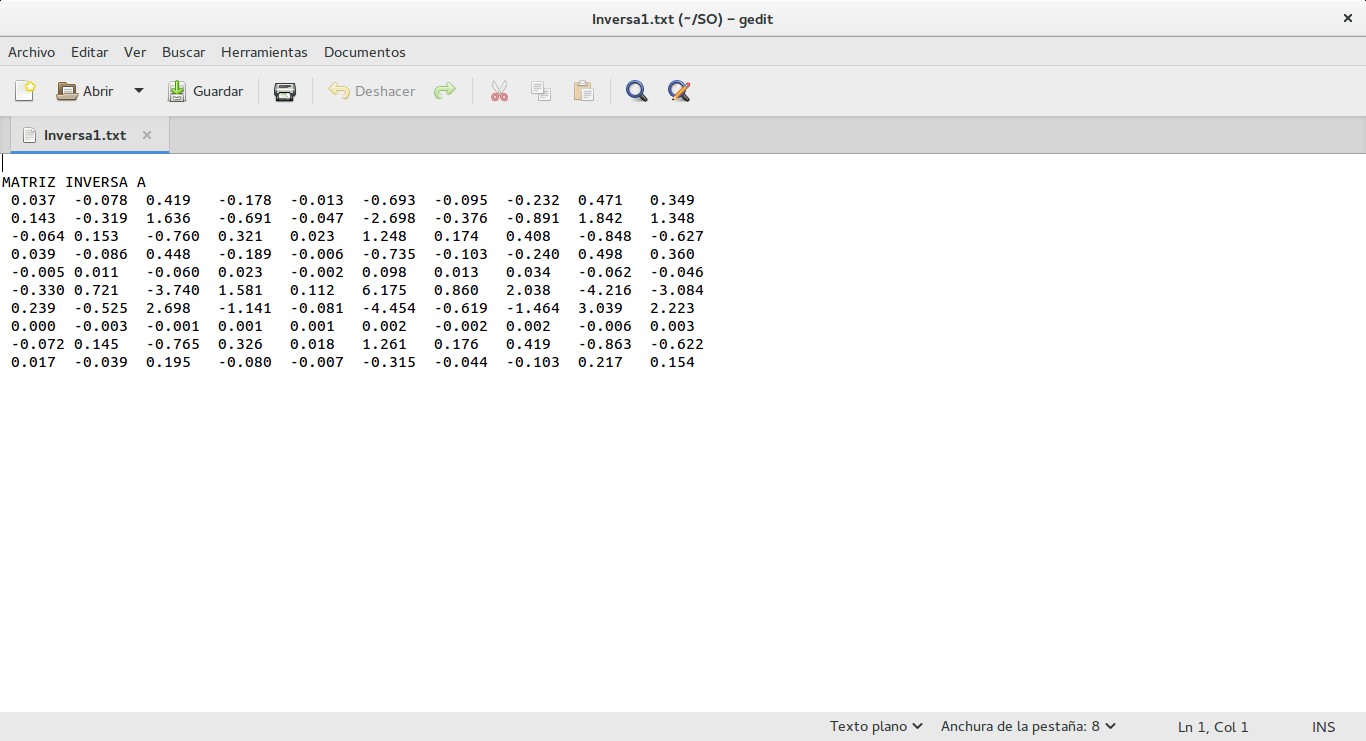 Inversa1.txt (~/SO) – gedit
Archivo Editar Ver Buscar Herramientas Documentos
Abrir Guardar Deshacer
Inversa1.txt
MATRIZ INVERSA A
0.037 -0.078 0.419 -0.178 -0.013 -0.693 -0.095 -0.232 0.471 0.349
0.143 -0.319 1.636 -0.691 -0.047 -2.698 -0.376 -0.891 1.842 1.348
-0.064 0.153 -0.760 0.321 0.023 1.248 0.174 0.408 -0.848 -0.627
0.039 -0.086 0.448 -0.189 -0.006 -0.735 -0.103 -0.240 0.498 0.360
-0.005 0.011 -0.060 0.023 -0.002 0.098 0.013 0.034 -0.062 -0.046
-0.330 0.721 -3.740 1.581 0.112 6.175 0.860 2.038 -4.216 -3.084
0.239 -0.525 2.698 -1.141 -0.081 -4.454 -0.619 -1.464 3.039 2.223
0.000 -0.003 -0.001 0.001 0.001 0.002 -0.002 0.002 -0.006 0.003
-0.072 0.145 -0.765 0.326 0.018 1.261 0.176 0.419 -0.863 -0.622
0.017 -0.039 0.195 -0.080 -0.007 -0.315 -0.044 -0.103 0.217 0.154
Texto plano Anchura de la pestaña: 8 Ln 1, Col 1 INS